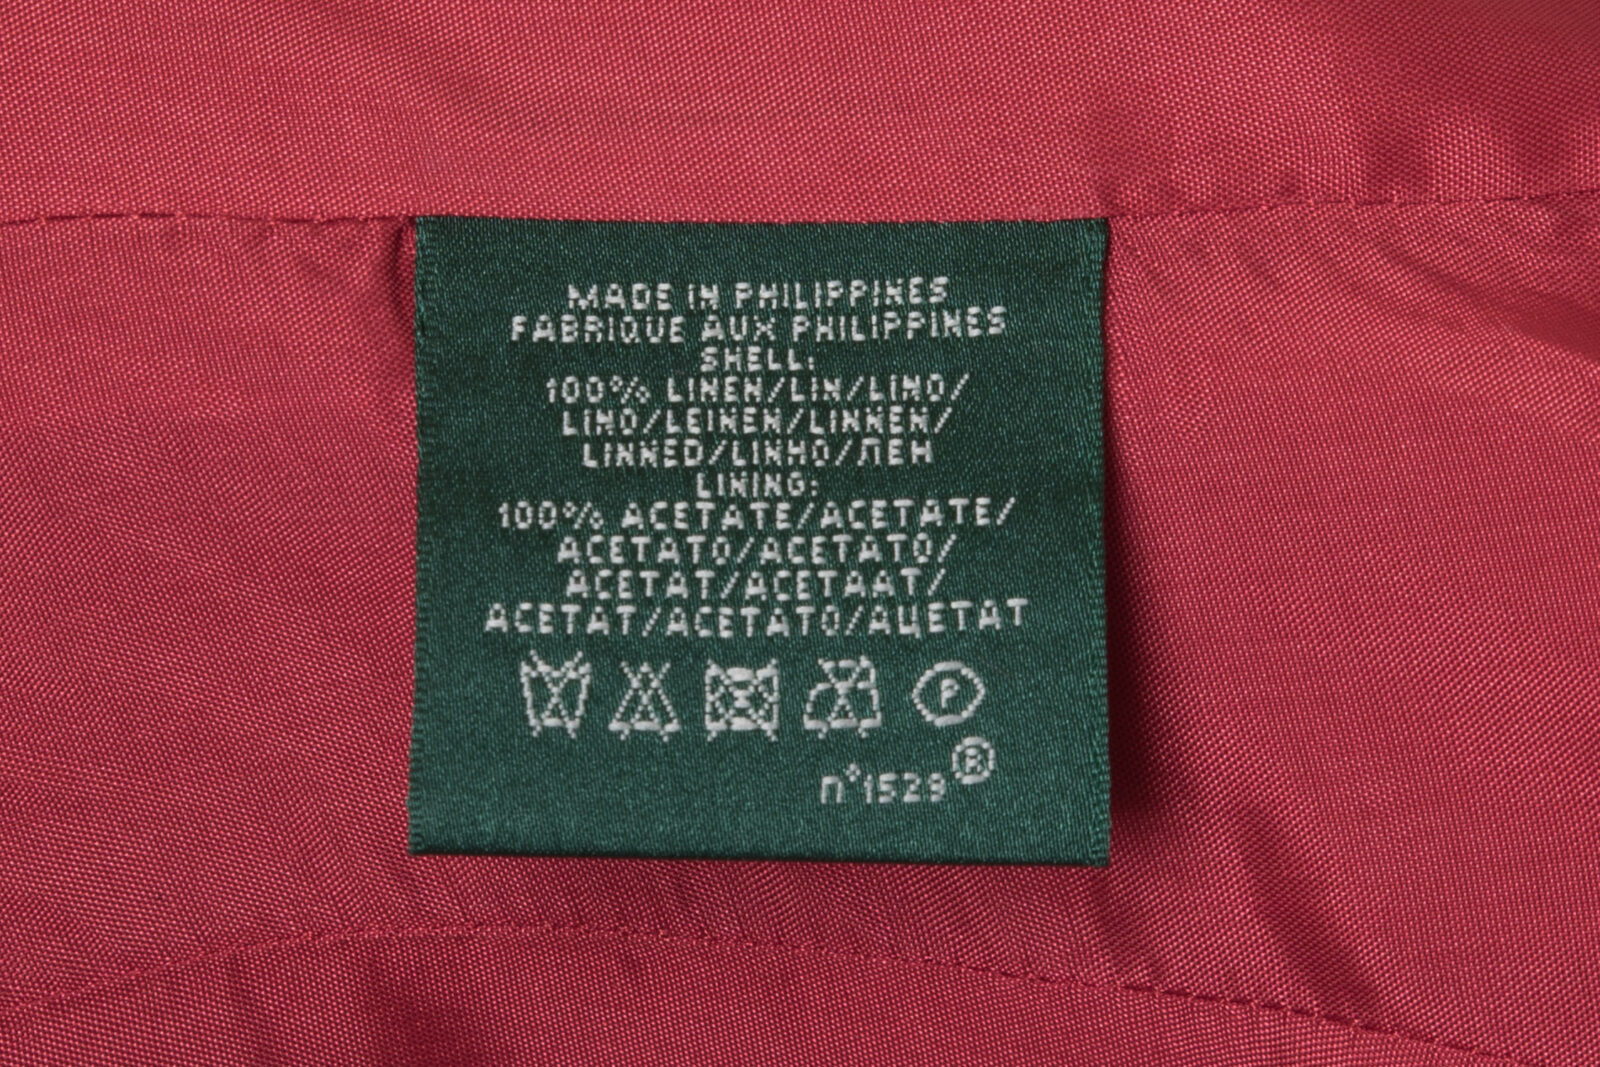 MADE IN PHILIPPINES
FABRIQUE AUX PHILIPPINES
SHELL:
100% LINEN/LIN/LINO/
LINO/LEINEN/LINNEN/
LINNED/LINHO/ЛЕН
LINING:
100% ACETATE/ACETATE/
ACETATO/ACETATO/
ACETAT/ACETAAT/
ACETAT/ACETATO/АЦЕТАТ
P
n°1529®